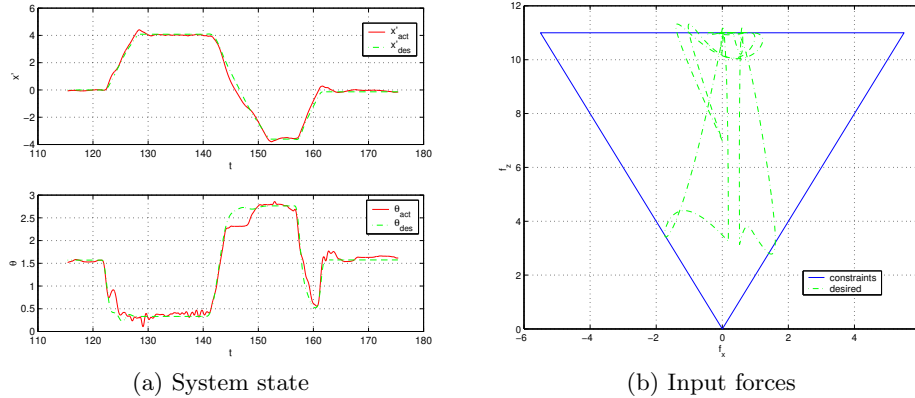 4
2
0
−2
−4
110 120 130 140 150 160 170 180
x'
t
x'act
x'des
3
2.5
2
1.5
1
0.5
0
110 120 130 140 150 160 170 180
θ
t
θact
θdes
(a) System state
12
10
8
6
4
2
0
−6 −4 −2 0 2 4
fz
fx
constraints
desired
(b) Input forces